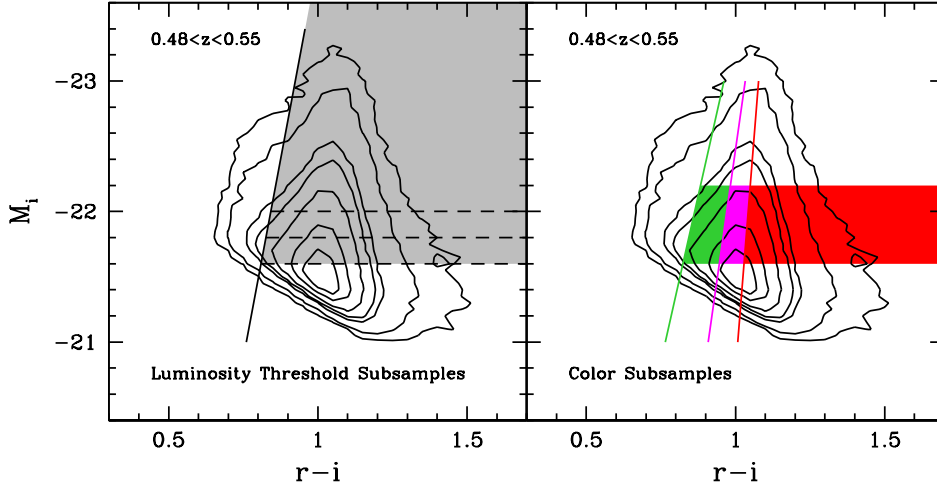 0.48<z<0.55
0.48<z<0.55
-23
-22
-21
M_i
Luminosity Threshold Subsamples
Color Subsamples
0.5
1
1.5
0.5
1
1.5
r-i
r-i